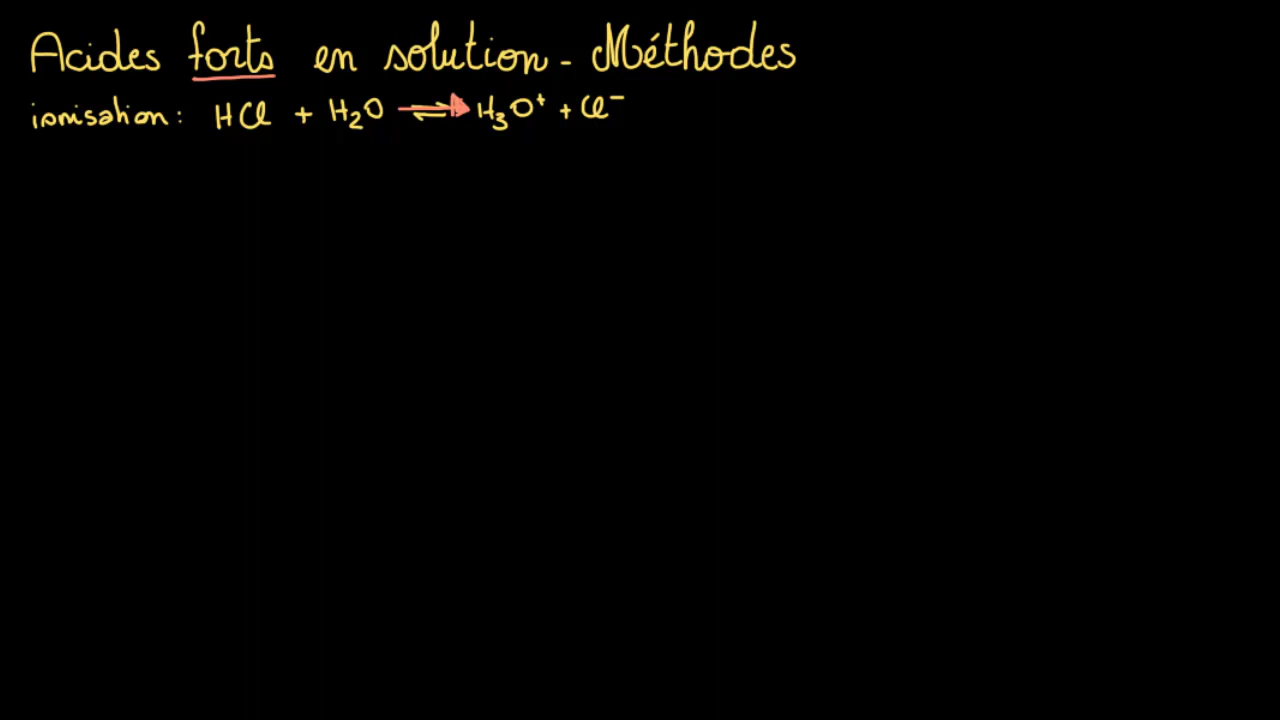 Acides forts en solution - Méthodes
ionisation : HCl + H₂O ⇌ H₃O⁺ + Cl⁻